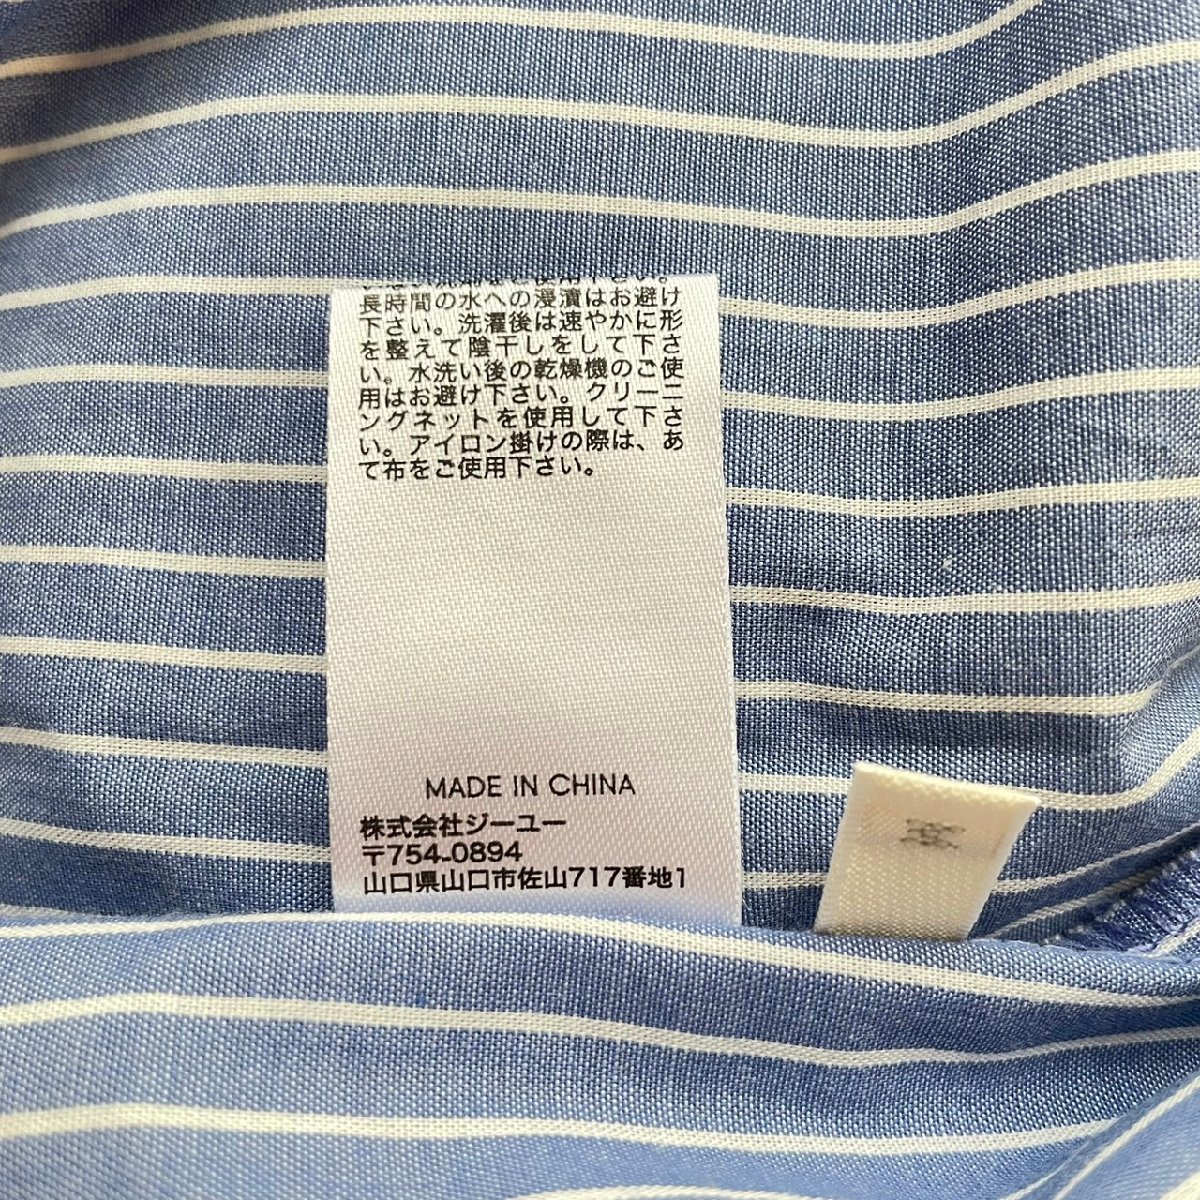 長時間の水への浸漬はお避け
下さい。洗濯後は速やかに形
を整えて陰干しをして下さ
い。水洗い後の乾燥機のご使
用はお避け下さい。クリーニ
ングネットを使用して下さ
い。アイロン掛けの際は、あ
て布をご使用下さい。
MADE IN CHINA
株式会社ジーユー
〒754-0894
山口県山口市佐山717番地1